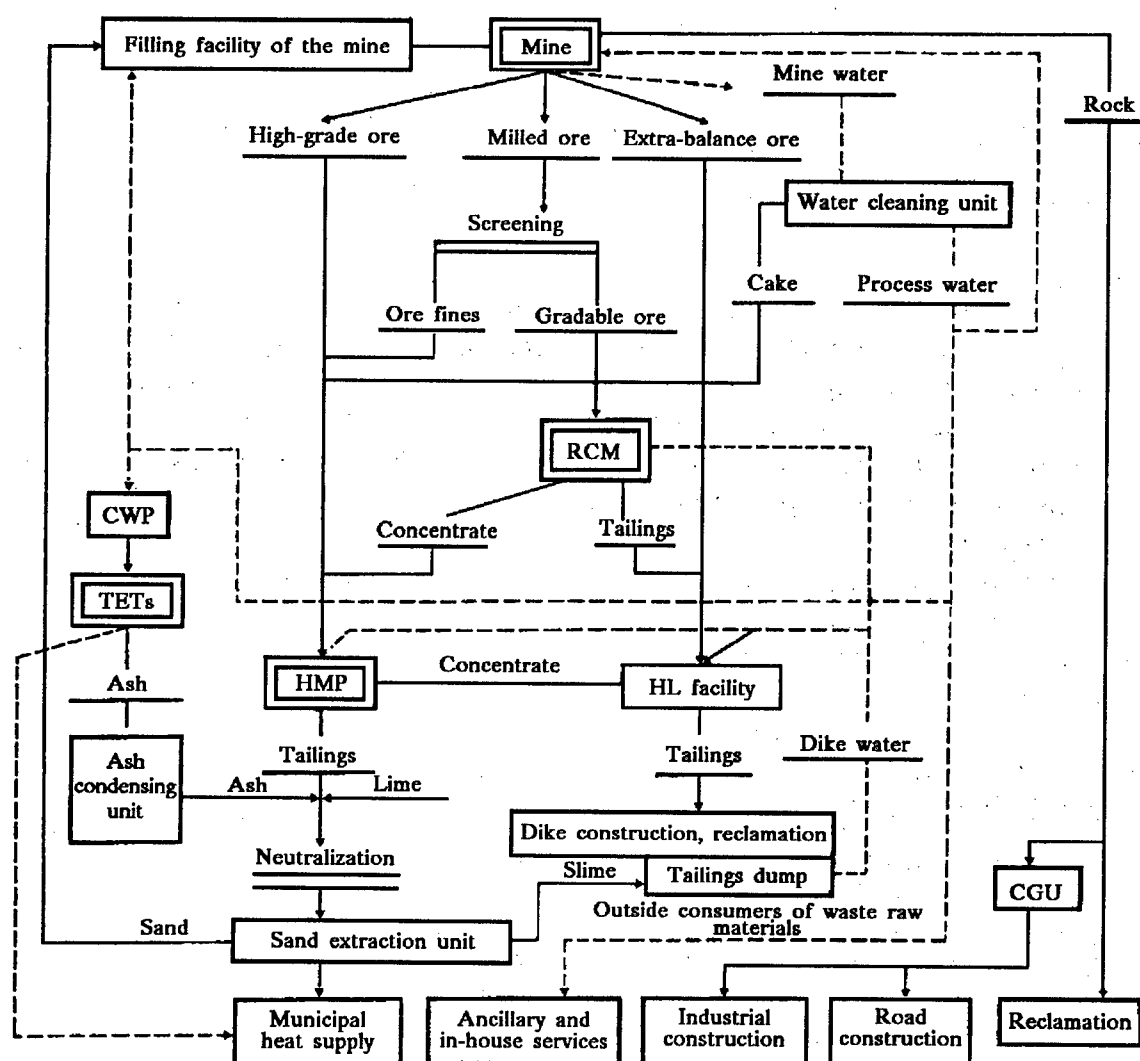 Filling facility of the mine
Mine
Mine water
Rock
High-grade ore
Milled ore
Extra-balance ore
Water cleaning unit
Screening
Cake
Process water
Ore fines
Gradable ore
RCM
CWP
Concentrate
Tailings
TETs
HMP
Concentrate
HL facility
Ash
Dike water
Ash
condensing
unit
Tailings
Tailings
Ash
Lime
Dike construction, reclamation
Neutralization
Slime
Tailings dump
CGU
Outside consumers of waste raw
materials
Sand
Sand extraction unit
Municipal
heat supply
Ancillary and
in-house services
Industrial
construction
Road
construction
Reclamation